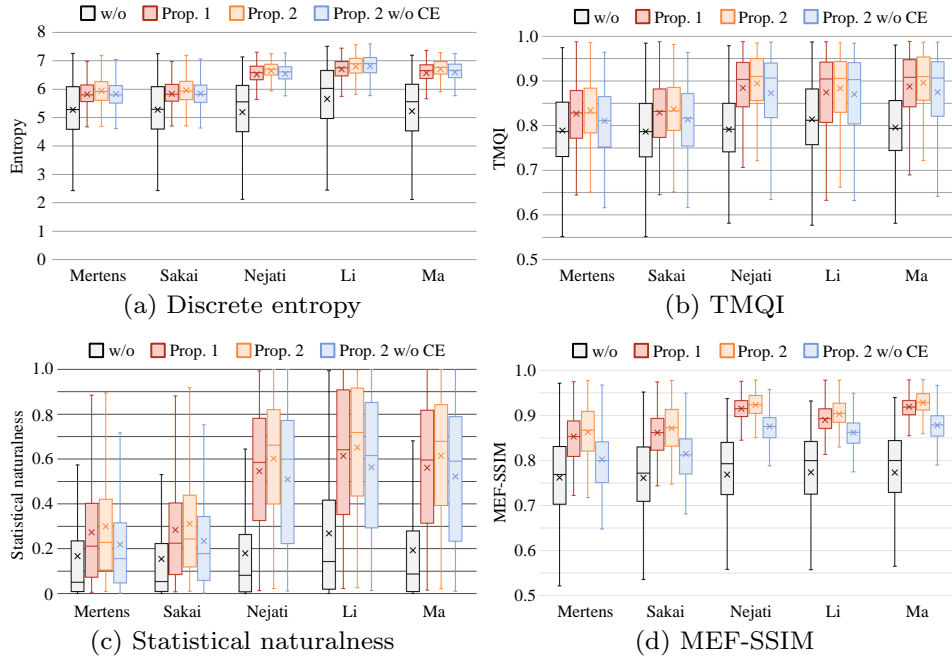 w/o Prop. 1 Prop. 2 Prop. 2 w/o CE
Entropy
8
7
6
5
4
3
2
1
0
Mertens Sakai Nejati Li Ma
(a) Discrete entropy
w/o Prop. 1 Prop. 2 Prop. 2 w/o CE
TMQI
1.0
0.9
0.8
0.7
0.6
0.5
Mertens Sakai Nejati Li Ma
(b) TMQI
w/o Prop. 1 Prop. 2 Prop. 2 w/o CE
Statistical naturalness
1.0
0.8
0.6
0.4
0.2
0
Mertens Sakai Nejati Li Ma
(c) Statistical naturalness
w/o Prop. 1 Prop. 2 Prop. 2 w/o CE
MEF-SSIM
1.0
0.9
0.8
0.7
0.6
0.5
Mertens Sakai Nejati Li Ma
(d) MEF-SSIM